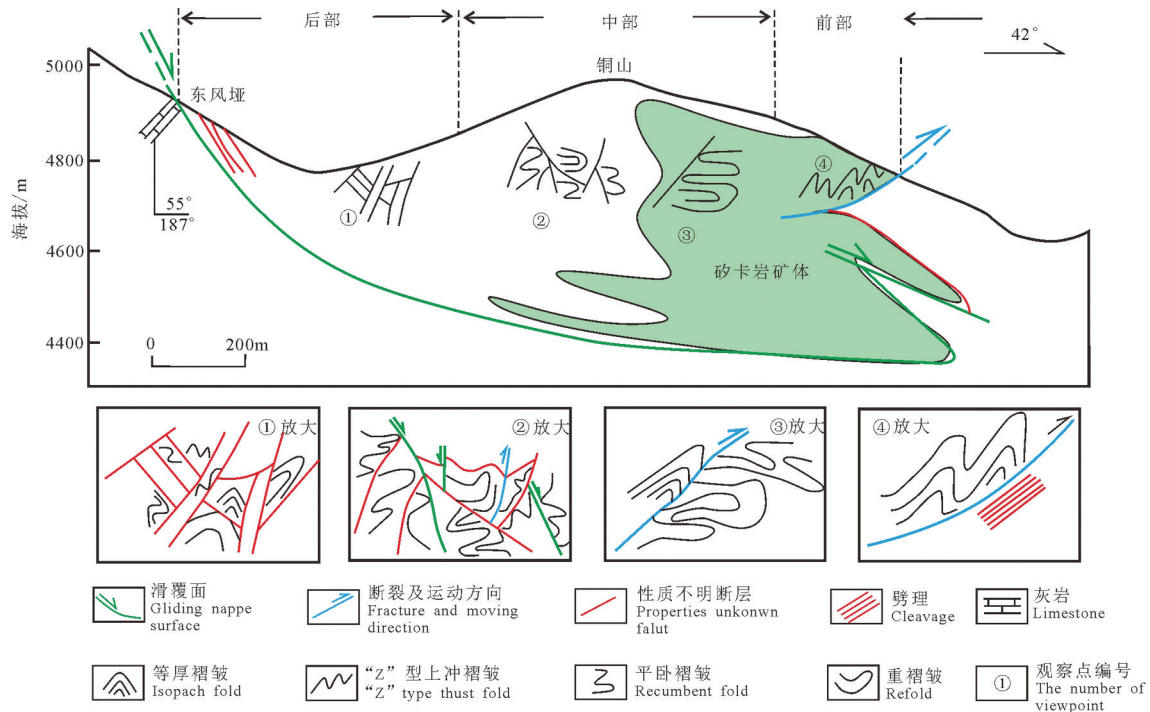 后部
中部
前部
42°
铜山
5000
东风垭
4800
④
①
②
③
55°
187°
4600
矽卡岩矿体
4400
海拔/m
0
200m
①放大
②放大
③放大
④放大
滑覆面
Gliding nappe
surface
断裂及运动方向
Fracture and moving
direction
性质不明断层
Properties unkonwn
falut
劈理
Cleavage
灰岩
Limestone
等厚褶皱
Isopach fold
“Z”型上冲褶皱
“Z” type thust fold
平卧褶皱
Recumbent fold
重褶皱
Refold
①
观察点编号
The number of
viewpoint